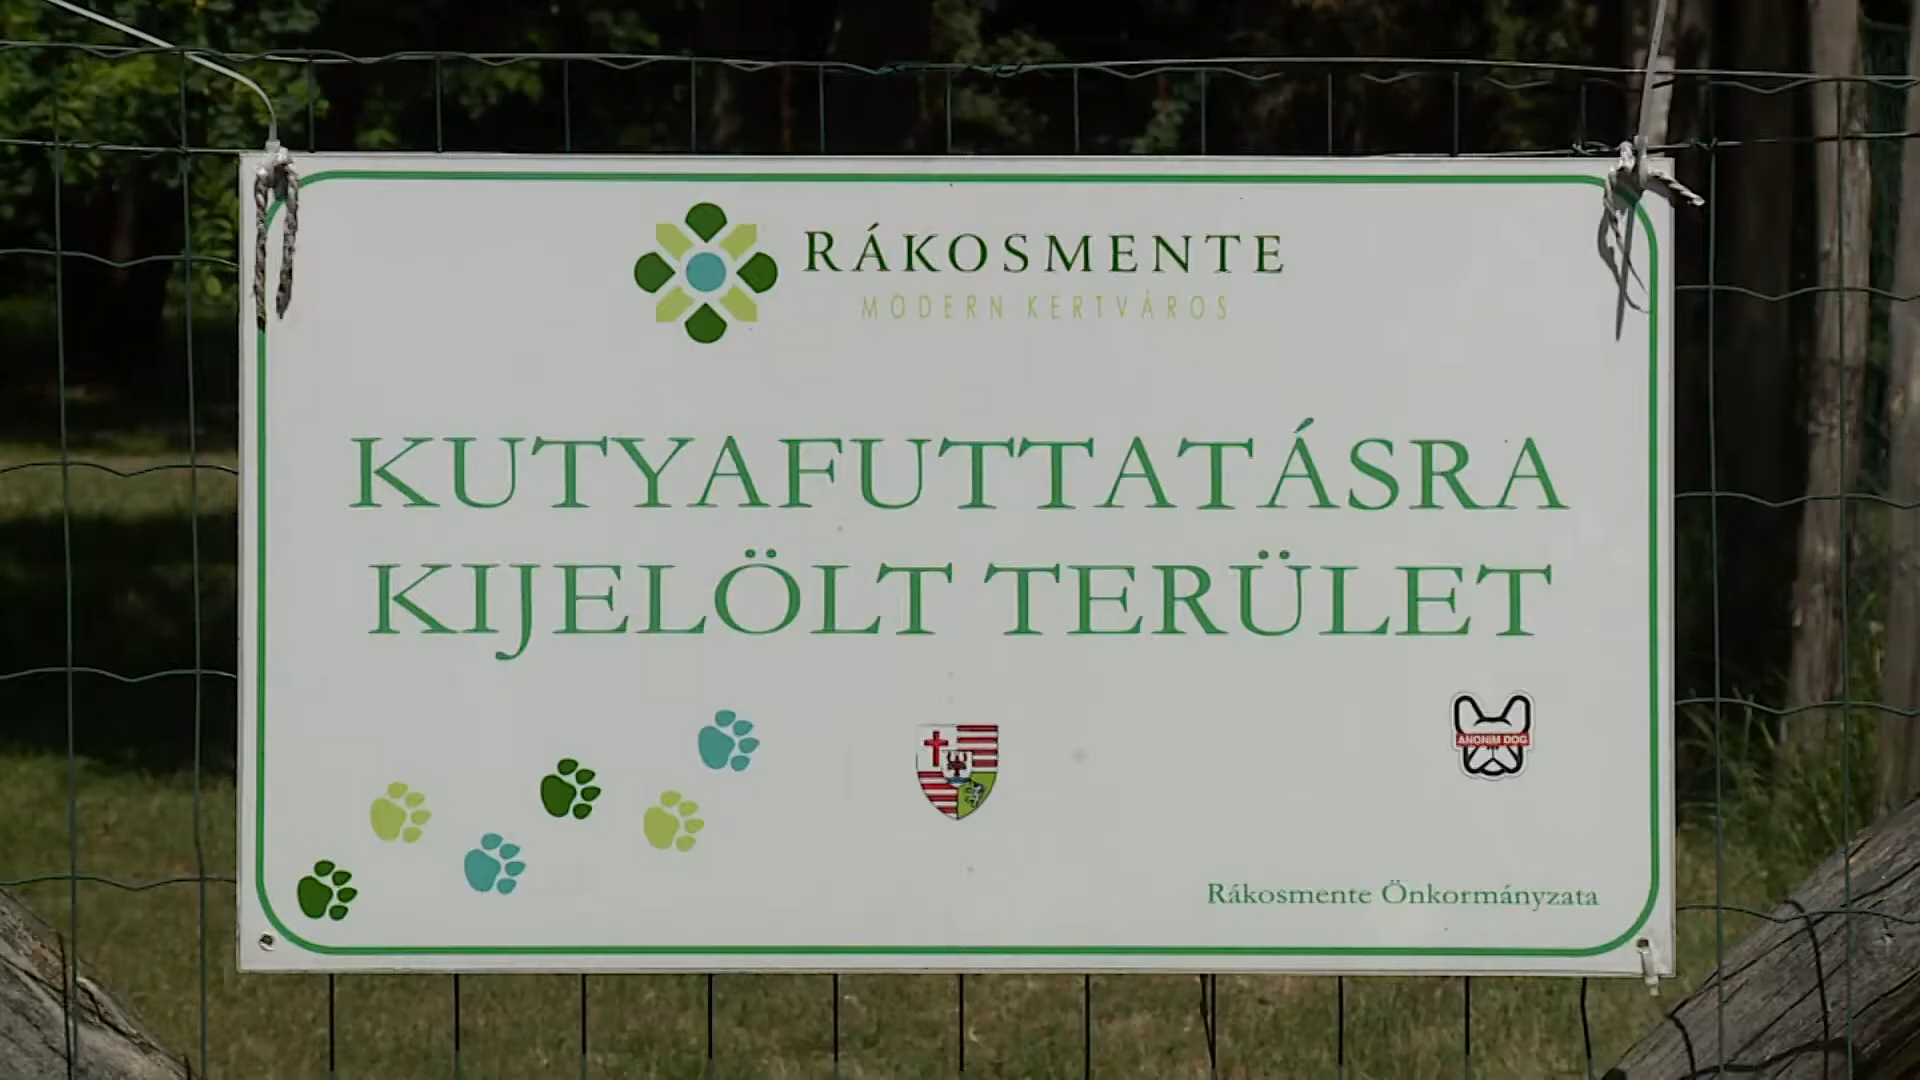 RÁKOSMENTE
MODERN KERTVÁROS
KUTYAFUTTATÁSRA
KIJELÖLT TERÜLET
ANONIM DOG
Rákosmente Önkormányzata